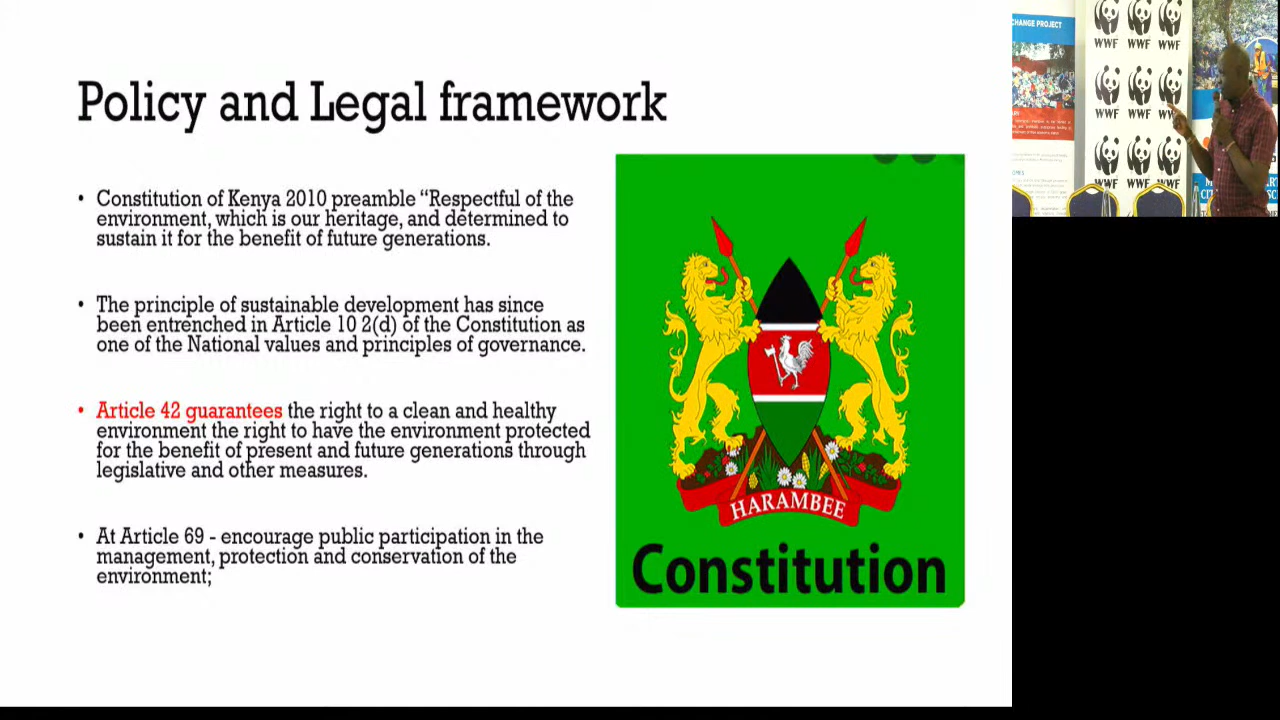 Policy and Legal framework
• Constitution of Kenya 2010 preamble “Respectful of the
environment, which is our heritage, and determined to
sustain it for the benefit of future generations.
• The principle of sustainable development has since
been entrenched in Article 10 2(d) of the Constitution as
one of the National values and principles of governance.
• Article 42 guarantees the right to a clean and healthy
environment the right to have the environment protected
for the benefit of present and future generations through
legislative and other measures.
• At Article 69 - encourage public participation in the
management, protection and conservation of the
environment;
HARAMBEE
Constitution
CHANGE PROJECT
WWF WWF WWF
WWF WWF WWF
WWF WWF WWF